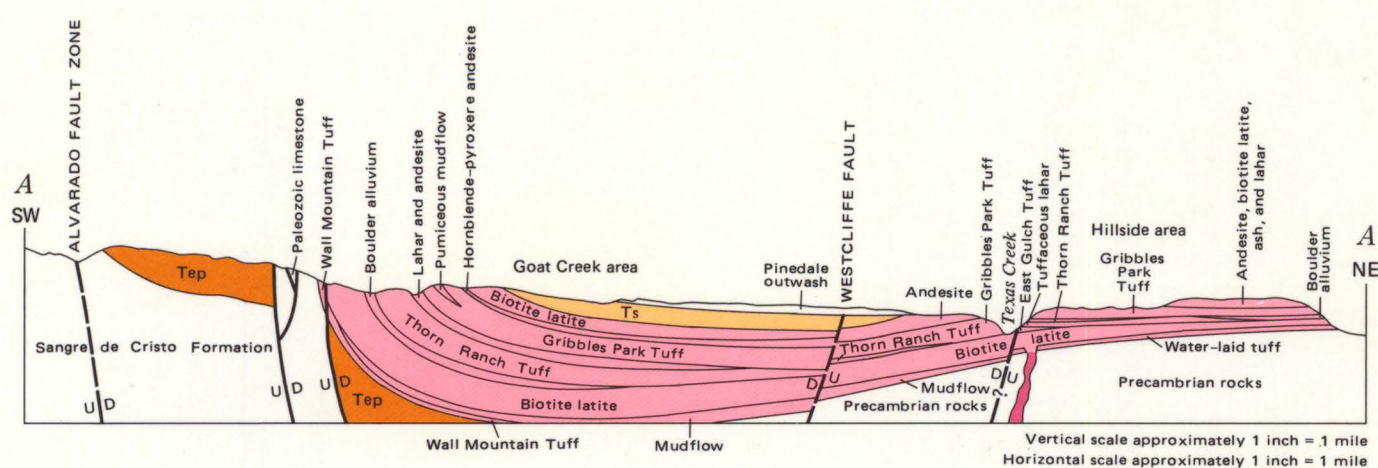 A
SW
ALVARADO FAULT ZONE
Paleozoic limestone
Wall Mountain Tuff
Boulder alluvium
Lahar and andesite
Pumiceous mudflow
Hornblende-pyroxene andesite
Goat Creek area
Pinedale
outwash
WESTCLIFFE FAULT
Andesite
Gribbles Park Tuff
Texas Creek
East Gulch Tuff
Tuffaceous lahar
Thorn Ranch Tuff
Hillside area
Gribbles
Park
Tuff
Andesite, biotite latite,
ash, and lahar
Boulder
alluvium
A
NE
Tep
Biotite latite
Ts
Thorn Ranch Tuff
Gribbles Park Tuff
Biotite latite
Water-laid tuff
Sangre de Cristo Formation
Thorn Ranch Tuff
Mudflow
Precambrian rocks
Precambrian rocks
U D
U D
U D
Tep
Biotite latite
D U
D U
?
Wall Mountain Tuff
Mudflow
Vertical scale approximately 1 inch = .1 mile
Horizontal scale approximately 1 inch = 1 mile